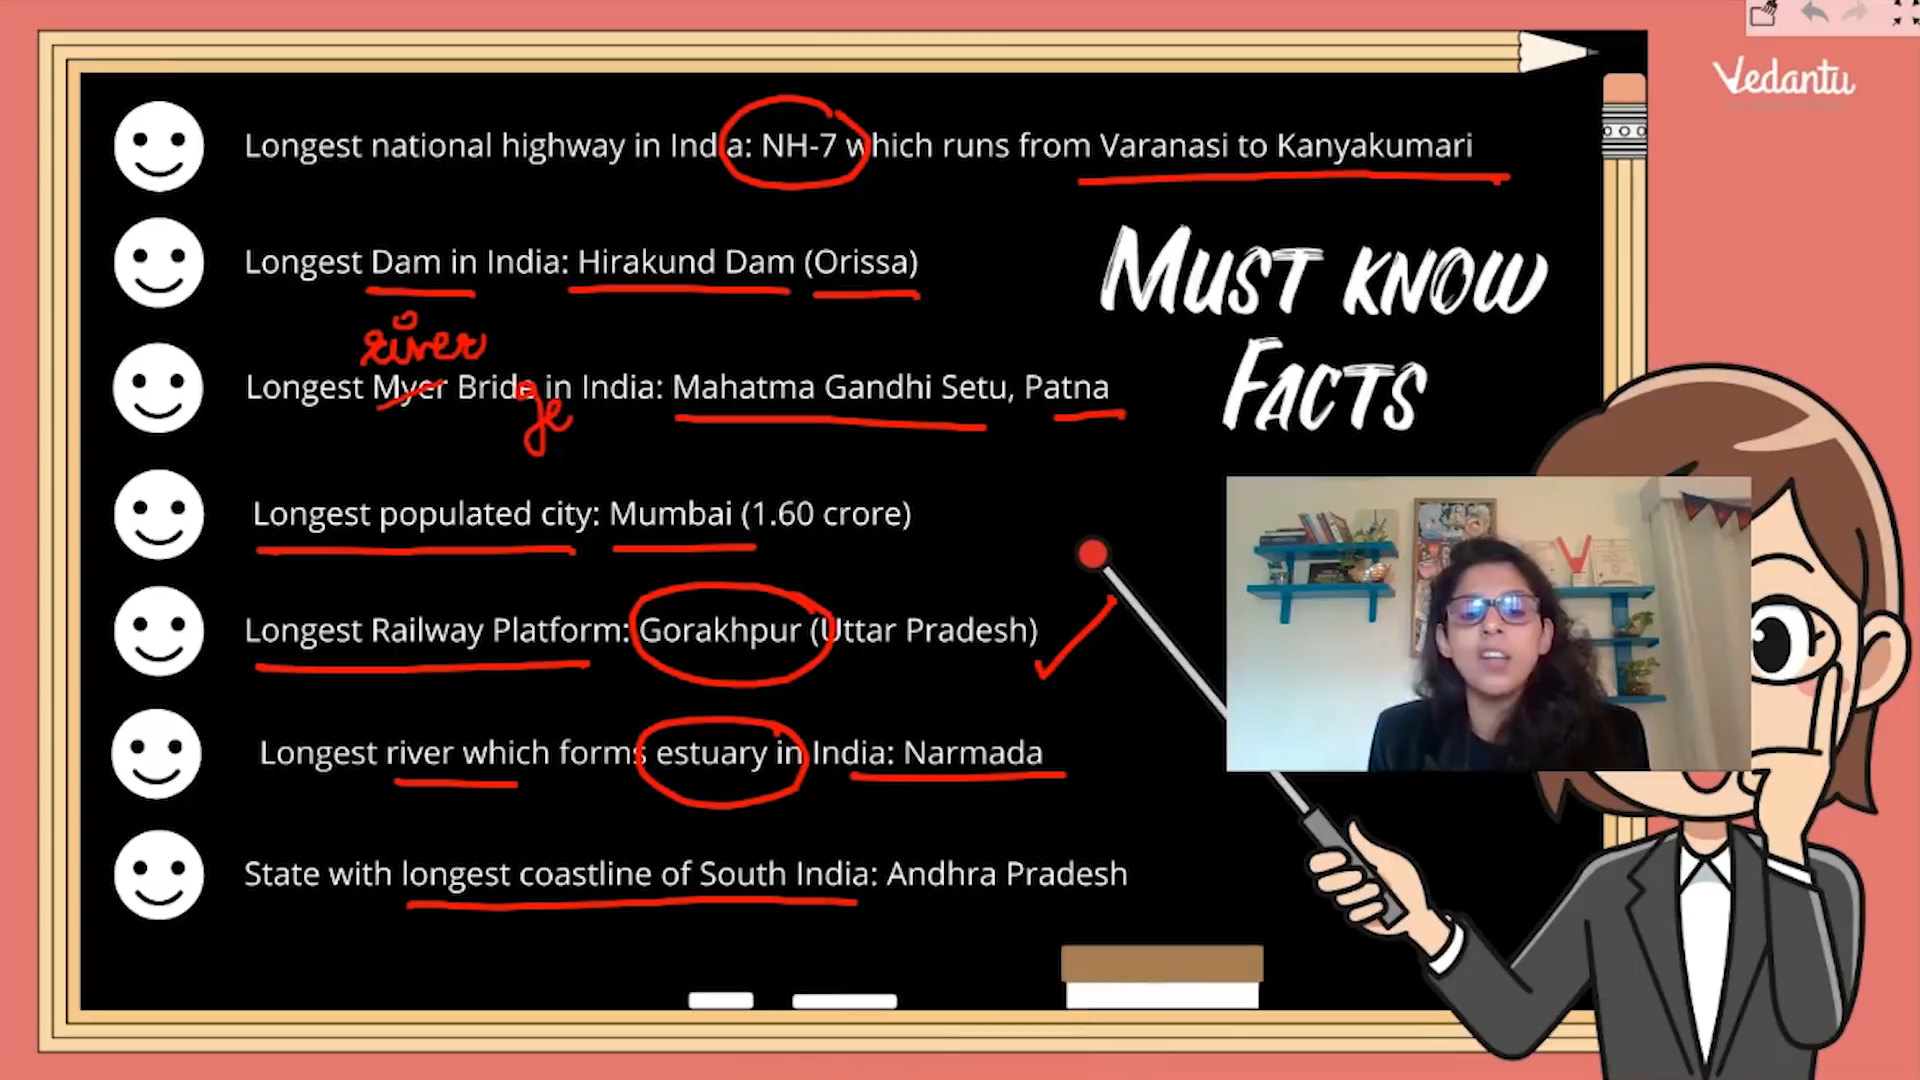 Vedantu
Longest national highway in India: NH-7 which runs from Varanasi to Kanyakumari
Longest Dam in India: Hirakund Dam (Orissa)
MUST KNOW
FACTS
river
Longest Myer Bride in India: Mahatma Gandhi Setu, Patna
ge
Longest populated city: Mumbai (1.60 crore)
Longest Railway Platform: Gorakhpur (Uttar Pradesh)
Longest river which forms estuary in India: Narmada
State with longest coastline of South India: Andhra Pradesh